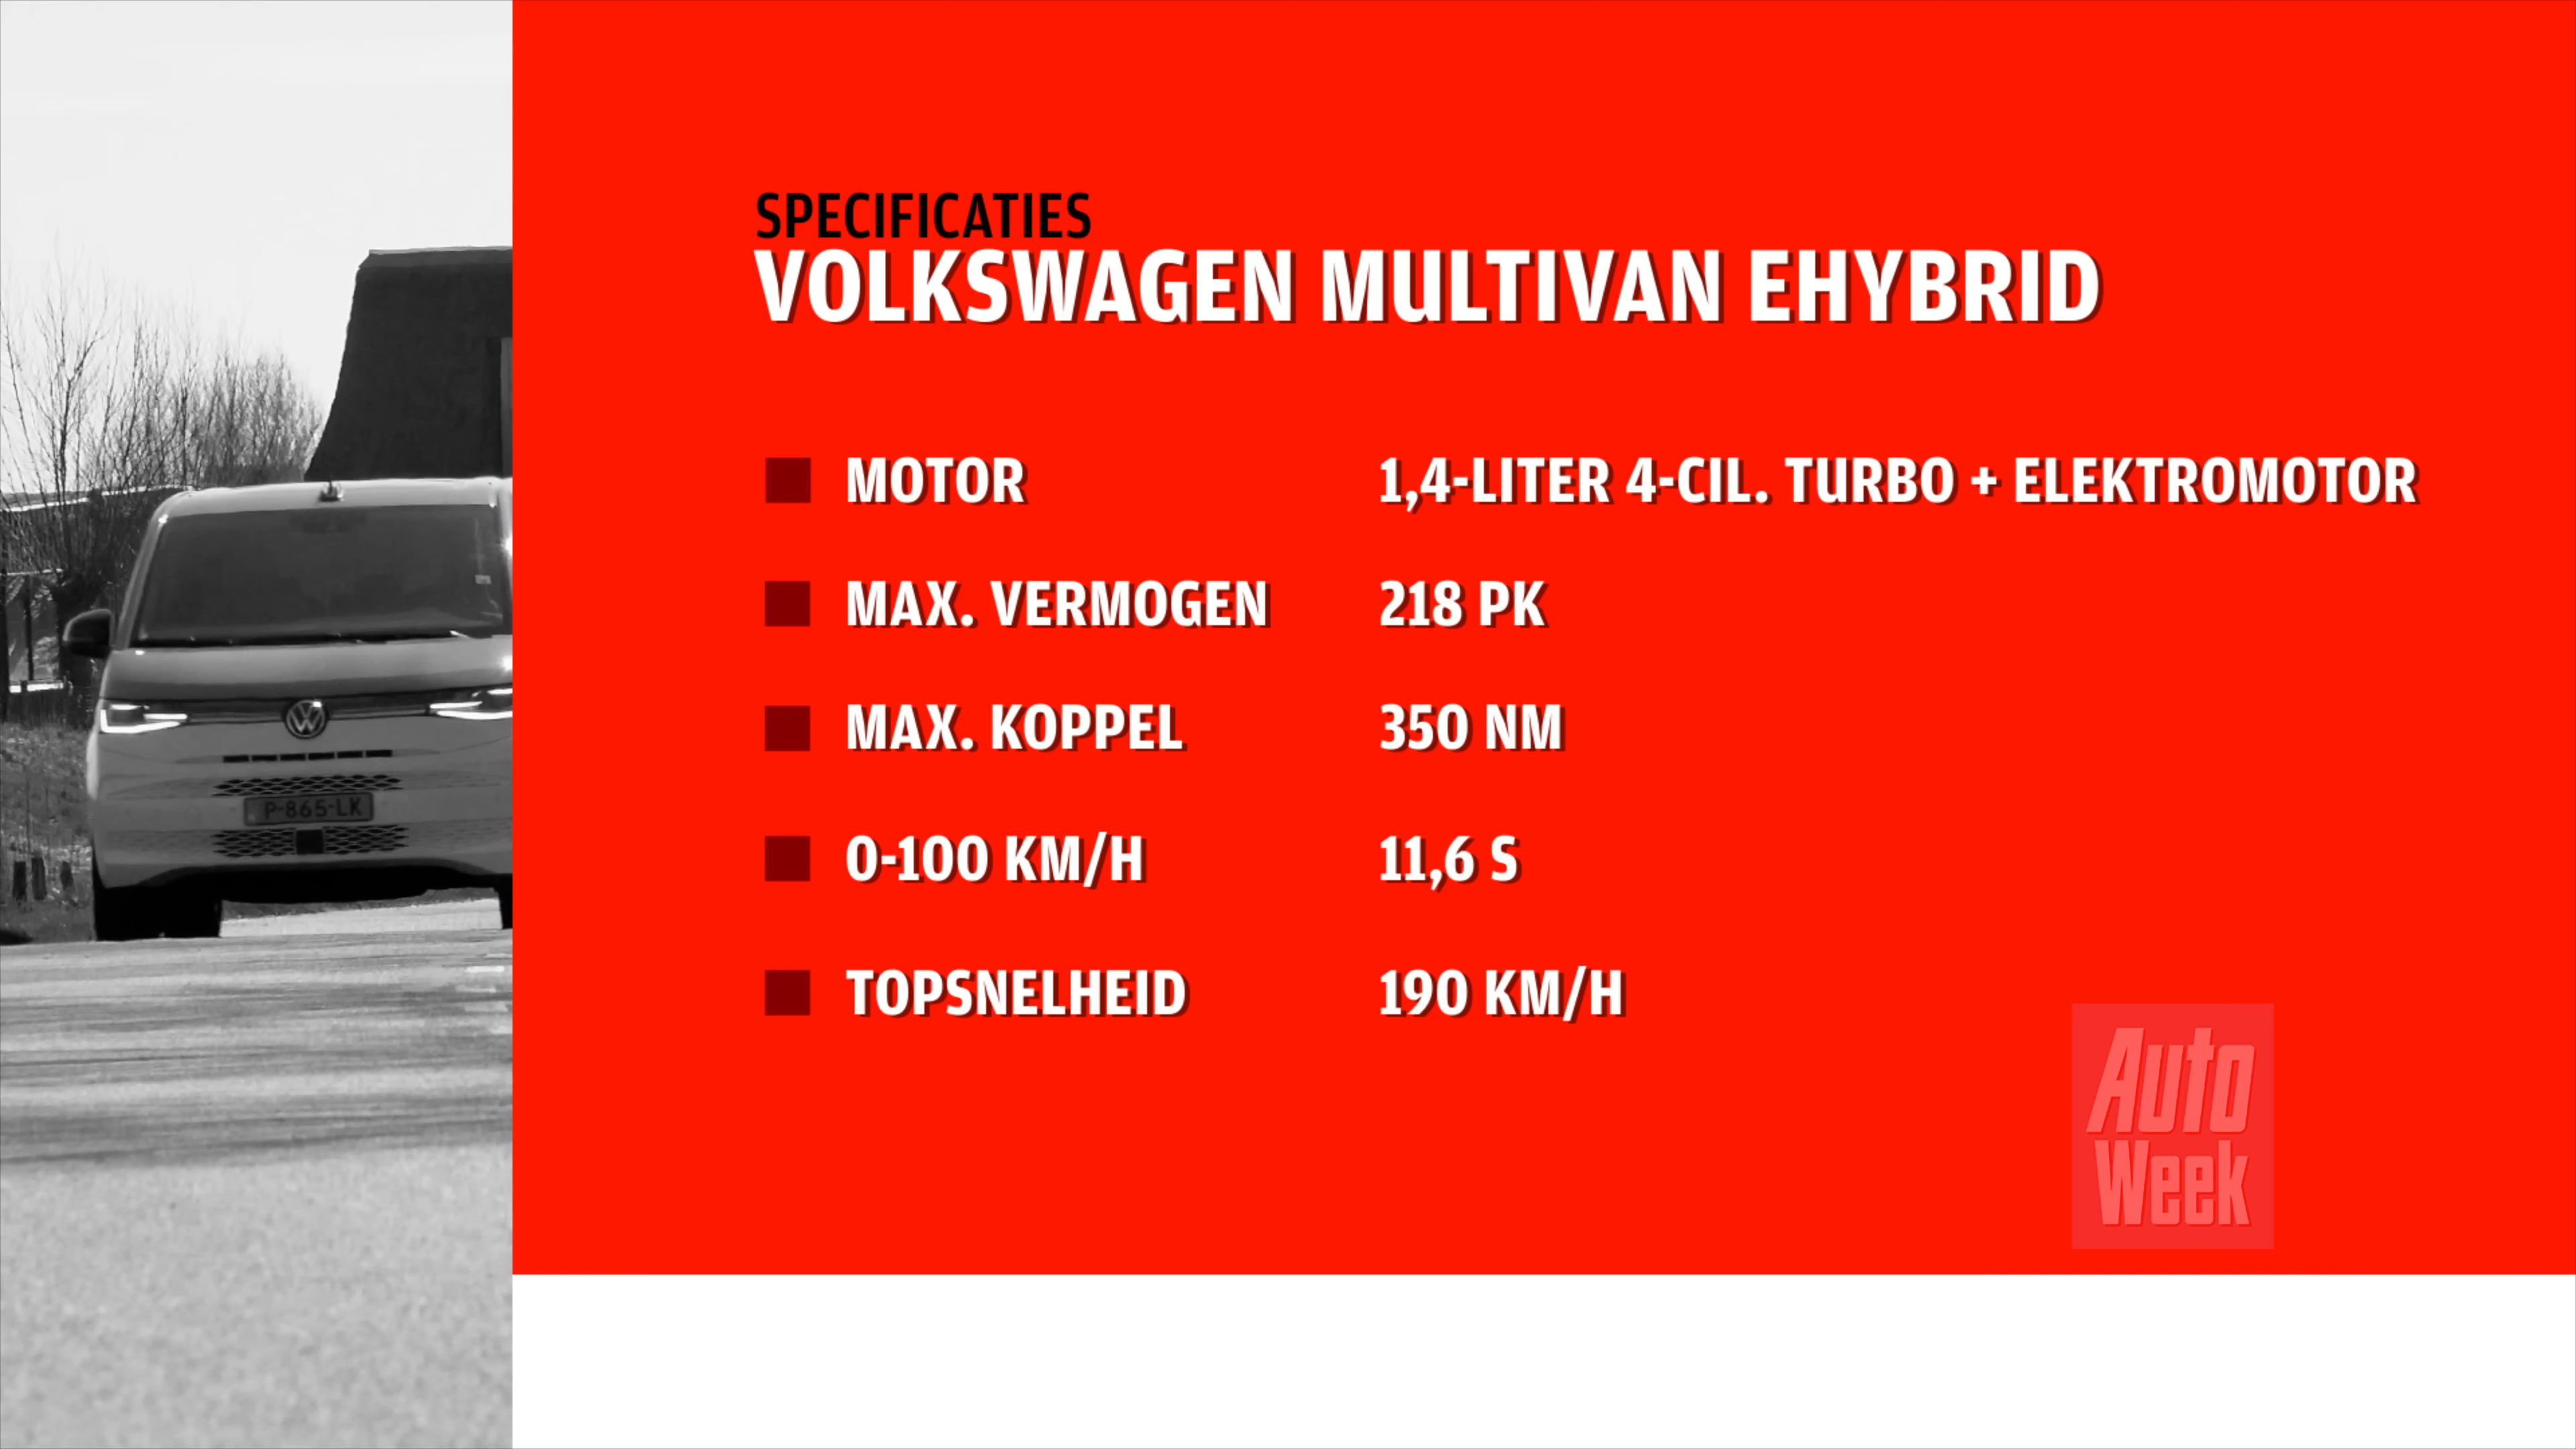 SPECIFICATIES
VOLKSWAGEN MULTIVAN EHYBRID
MOTOR 1,4-LITER 4-CIL. TURBO + ELEKTROMOTOR
MAX. VERMOGEN 218 PK
MAX. KOPPEL 350 NM
0-100 KM/H 11,6 S
TOPSNELHEID 190 KM/H
P-865-LK
Auto
Week